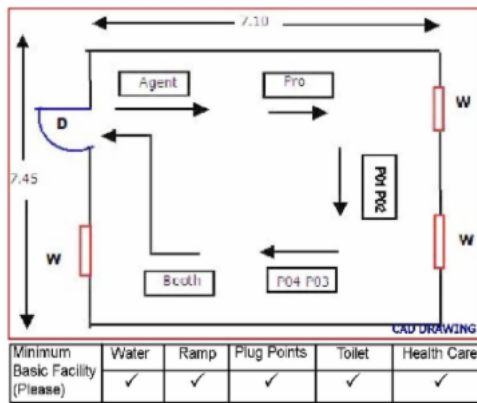 7.10
Agent
Pro
W
D
P01 P02
7.45
W
W
Booth
P04 P03
CAD DRAWING
Minimum Basic Facility (Please)
Water
Ramp
Plug Points
Toilet
Health Care
✓ ✓ ✓ ✓ ✓